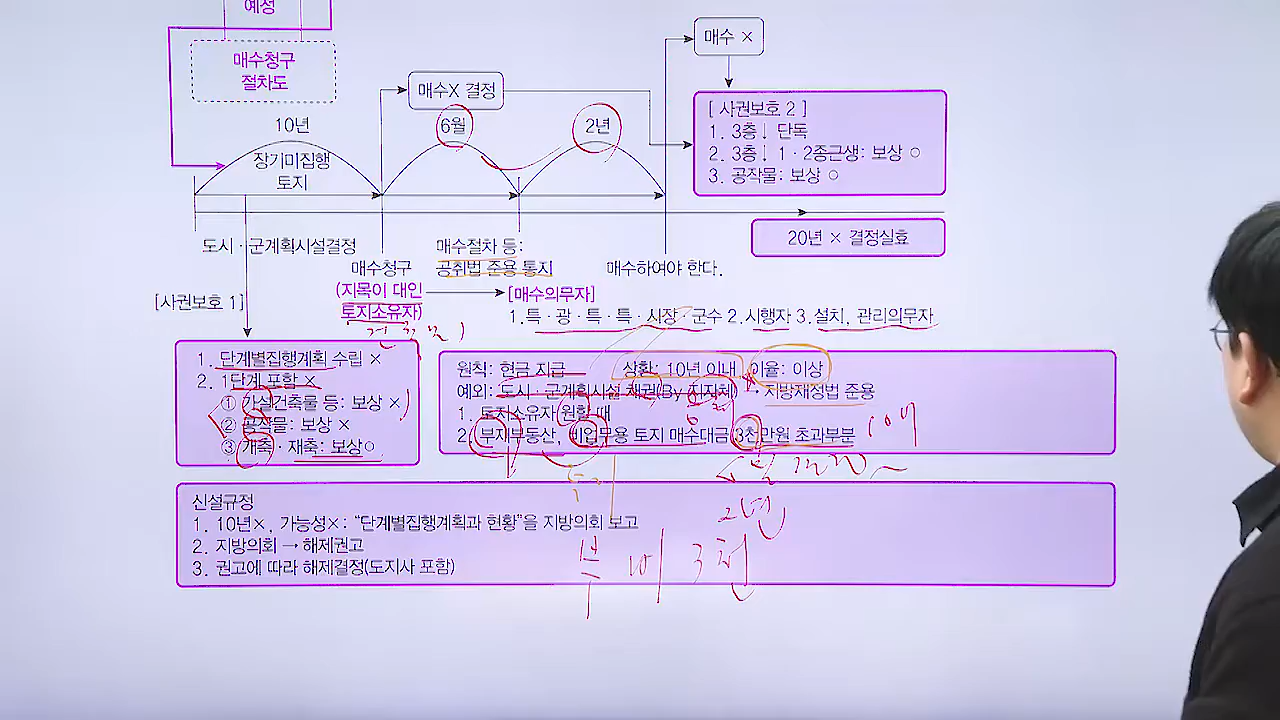 예정
매수청구
절차도
매수 ×
매수X 결정
[ 사권보호 2 ]
1. 3층↓ 단독
2. 3층↓ 1 · 2종근생: 보상 ○
3. 공작물: 보상 ○
10년
6월
2년
장기미집행
토지
20년 × 결정실효
도시 · 군계획시설결정
매수절차 등:
공취법 준용 통지
매수하여야 한다.
매수청구
(지목이 대인
토지소유자)
[매수의무자]
1.특 · 광 · 특 · 특 · 시장 · 군수 2.시행자 3.설치, 관리의무자
[사권보호 1]
1. 단계별집행계획 수립 ×
2. 1단계 포함 ×
① 가설건축물 등: 보상 ×
② 공작물: 보상 ×
③ 개축 · 재축: 보상○
원칙: 현금 지급
상환: 10년 이내
이율: 이상
예외: 도시 · 군계획시설 채권(By 지자체)
지방재정법 준용
1. 토지소유자 원할 때
2. 부재부동산, 비업무용 토지 매수대금 3천만원 초과부분
2년
부 비 3천
신설규정
1. 10년×, 가능성×: “단계별집행계획과 현황”을 지방의회 보고
2. 지방의회 → 해제권고
3. 권고에 따라 해제결정(도지사 포함)